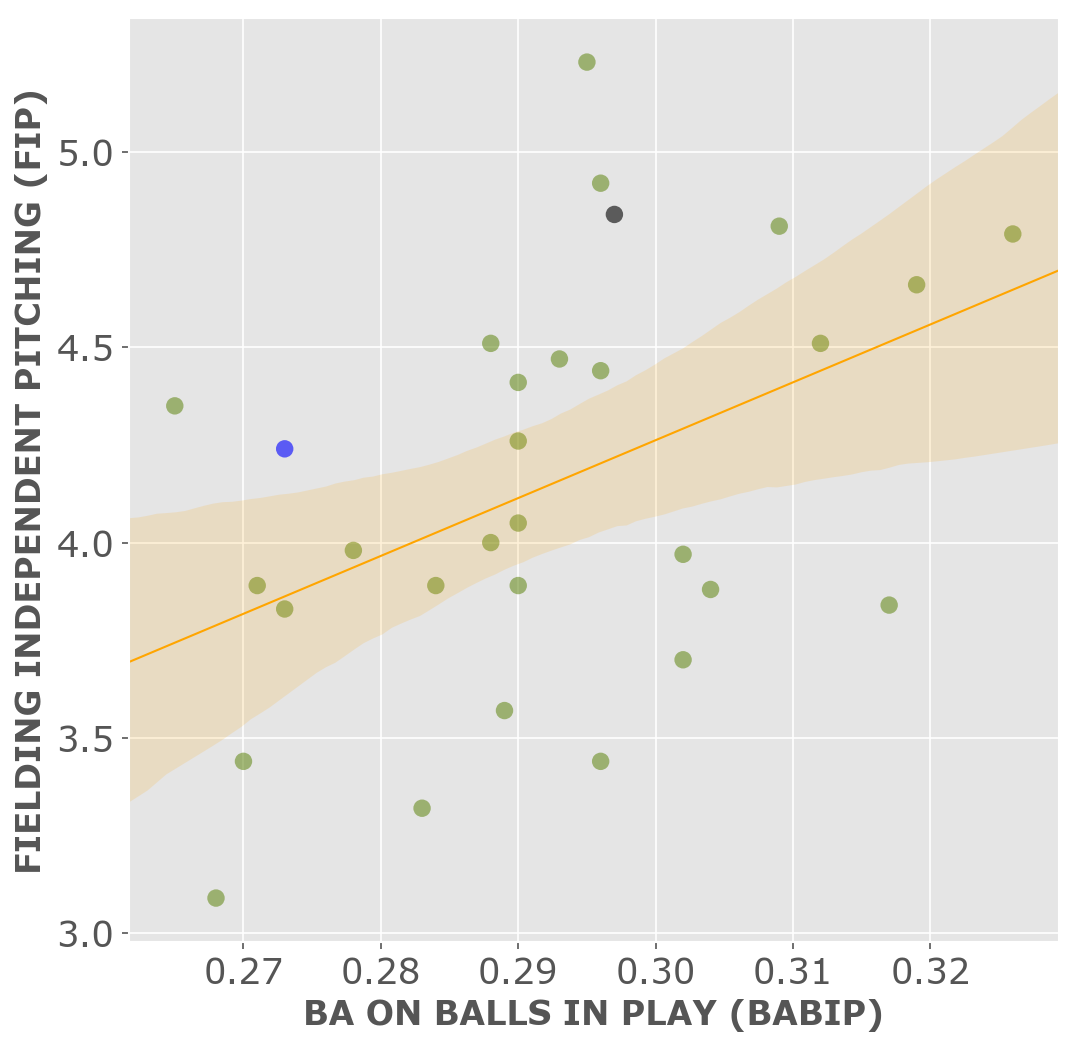 FIELDING INDEPENDENT PITCHING (FIP)
5.0
4.5
4.0
3.5
3.0
0.27 0.28 0.29 0.30 0.31 0.32
BA ON BALLS IN PLAY (BABIP)